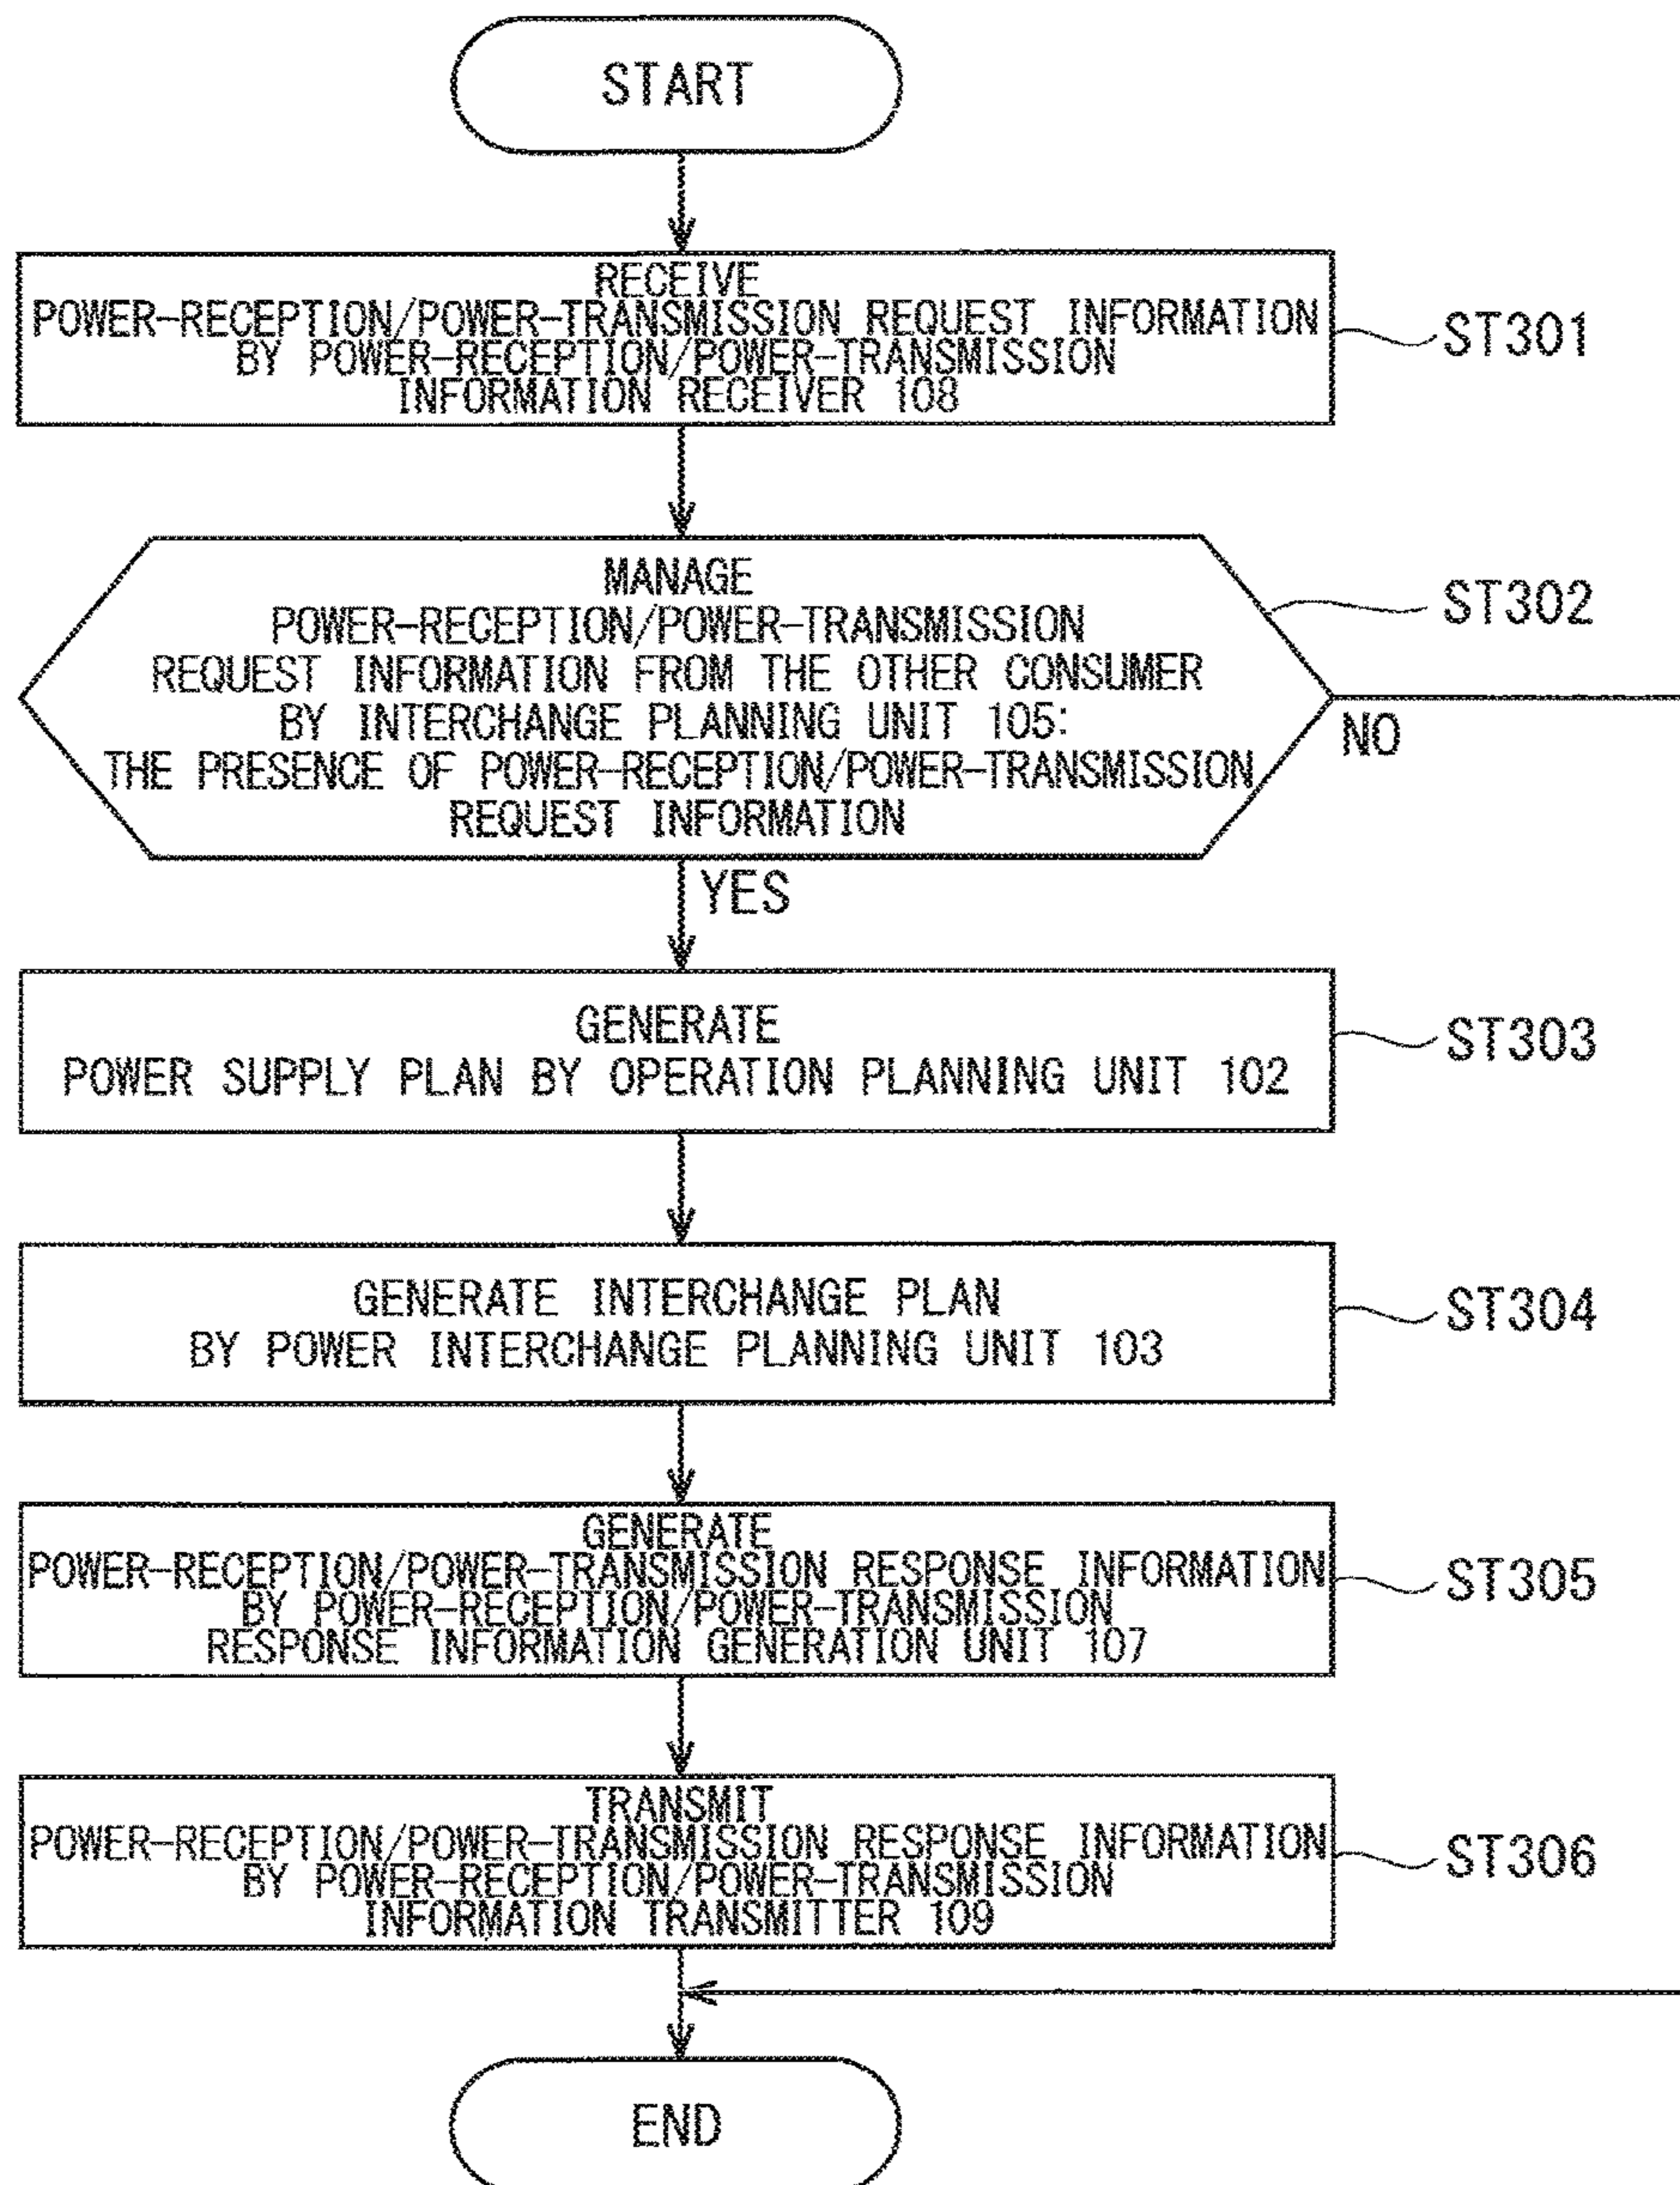 START
RECEIVE
POWER-RECEPTION/POWER-TRANSMISSION REQUEST INFORMATION
BY POWER-RECEPTION/POWER-TRANSMISSION
INFORMATION RECEIVER 108
ST301
MANAGE
POWER-RECEPTION/POWER-TRANSMISSION
REQUEST INFORMATION FROM THE OTHER CONSUMER
BY INTERCHANGE PLANNING UNIT 105:
THE PRESENCE OF POWER-RECEPTION/POWER-TRANSMISSION
REQUEST INFORMATION
ST302
NO
YES
GENERATE
POWER SUPPLY PLAN BY OPERATION PLANNING UNIT 102
ST303
GENERATE INTERCHANGE PLAN
BY POWER INTERCHANGE PLANNING UNIT 103
ST304
GENERATE
POWER-RECEPTION/POWER-TRANSMISSION RESPONSE INFORMATION
BY POWER-RECEPTION/POWER-TRANSMISSION
RESPONSE INFORMATION GENERATION UNIT 107
ST305
TRANSMIT
POWER-RECEPTION/POWER-TRANSMISSION RESPONSE INFORMATION
BY POWER-RECEPTION/POWER-TRANSMISSION
INFORMATION TRANSMITTER 109
ST306
END